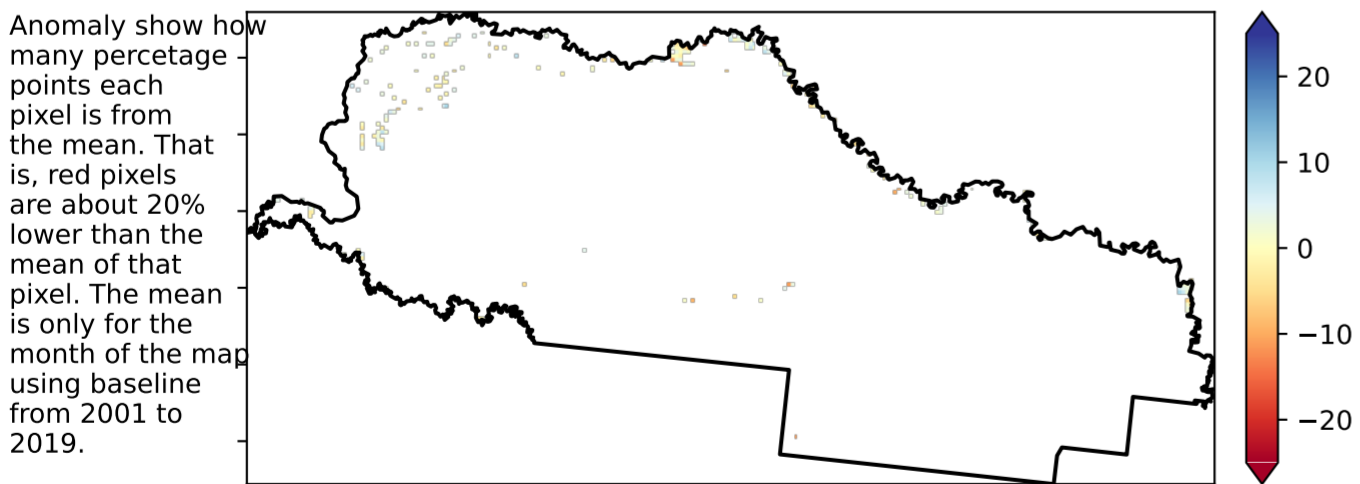 Anomaly show how
many percetage
points each
pixel is from
the mean. That
is, red pixels
are about 20%
lower than the
mean of that
pixel. The mean
is only for the
month of the map
using baseline
from 2001 to
2019.
20
10
0
−10
−20